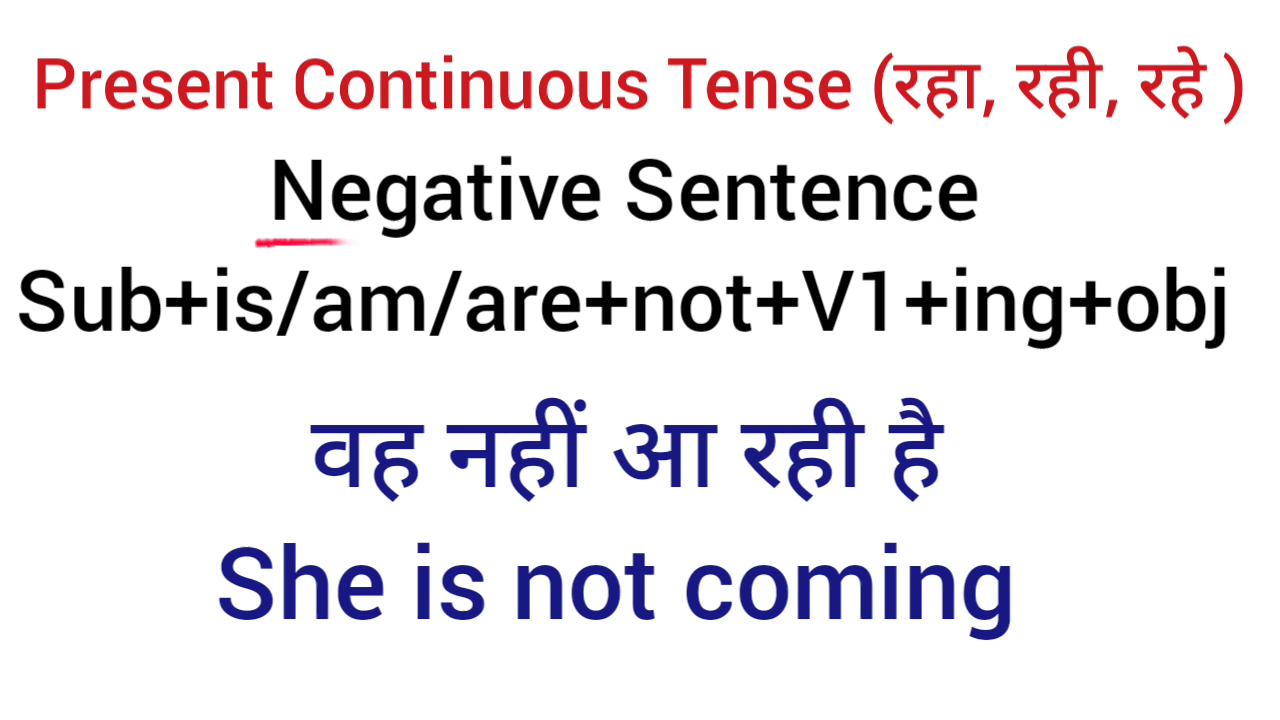 Present Continuous Tense (रहा, रही, रहे )
Negative Sentence
Sub+is/am/are+not+V1+ing+obj
वह नहीं आ रही है
She is not coming